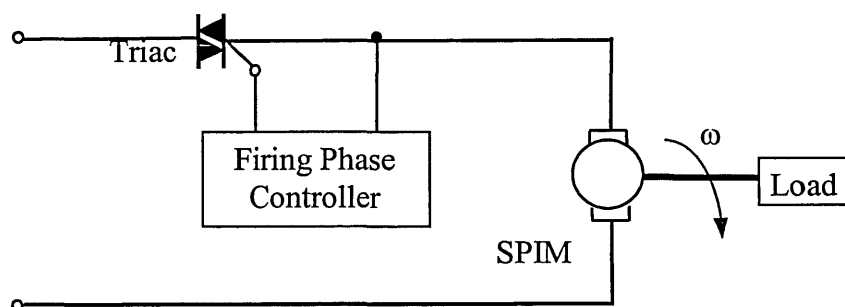 Triac
Firing Phase
Controller
ω
Load
SPIM